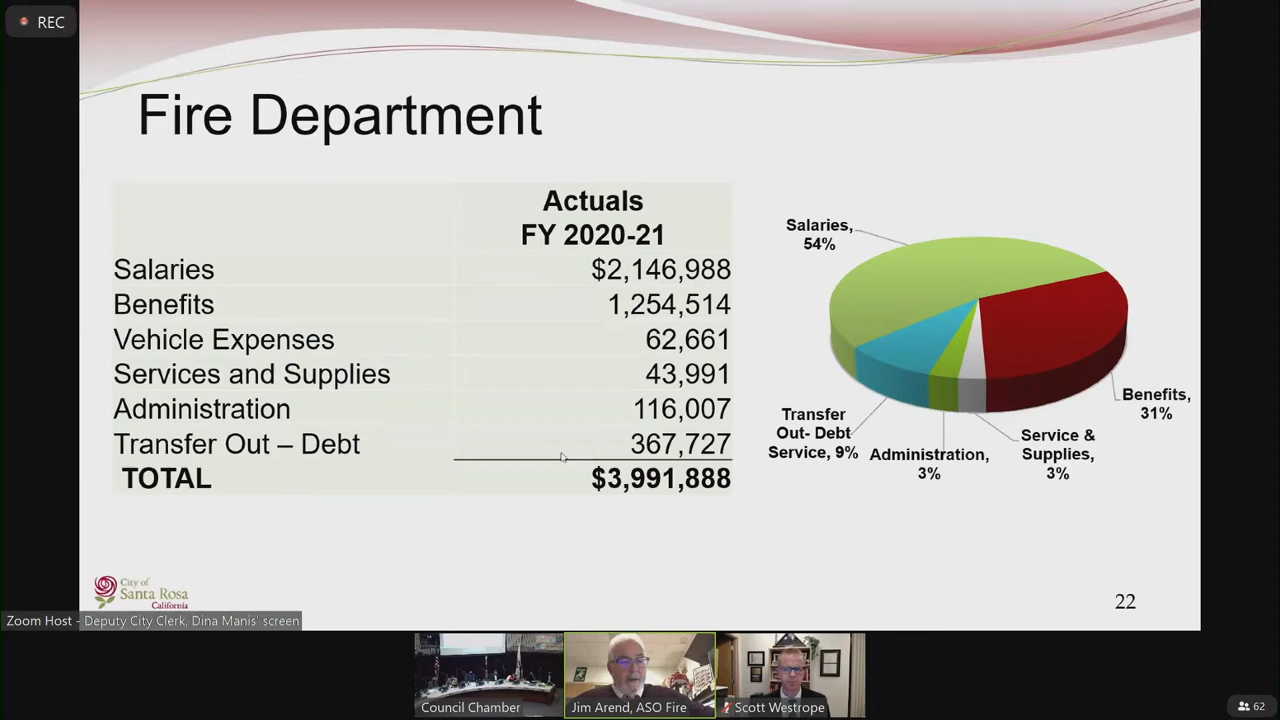 REC
Fire Department
Actuals
FY 2020-21
Salaries $2,146,988
Benefits 1,254,514
Vehicle Expenses 62,661
Services and Supplies 43,991
Administration 116,007
Transfer Out – Debt 367,727
TOTAL $3,991,888
Salaries,
54%
Benefits,
31%
Service &
Supplies,
3%
Administration,
3%
Transfer
Out- Debt
Service, 9%
City of
Santa Rosa
California
22
Zoom Host - Deputy City Clerk, Dina Manis' screen
Council Chamber
Jim Arend, ASO Fire
Scott Westrope
62